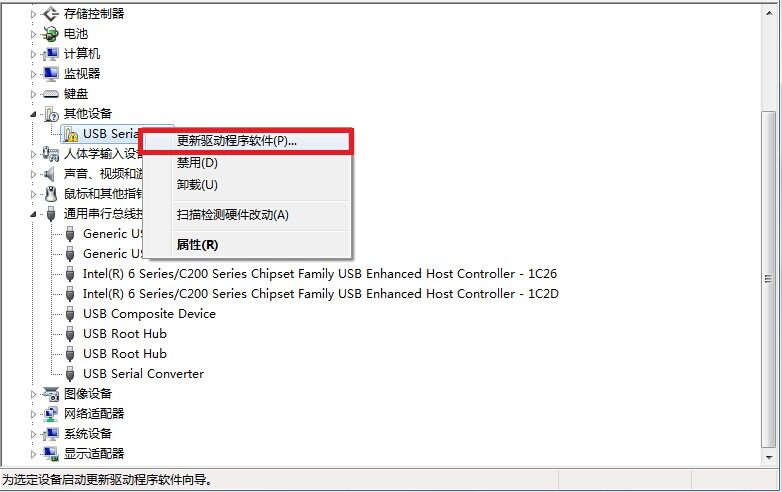 存储控制器
电池
计算机
监视器
键盘
其他设备
USB Seria
更新驱动程序软件(P)...
人体学输入设备
禁用(D)
声音、视频和游
卸载(U)
鼠标和其他指针
扫描检测硬件改动(A)
通用串行总线控
属性(R)
Generic US
Generic US
Intel(R) 6 Series/C200 Series Chipset Family USB Enhanced Host Controller - 1C26
Intel(R) 6 Series/C200 Series Chipset Family USB Enhanced Host Controller - 1C2D
USB Composite Device
USB Root Hub
USB Root Hub
USB Serial Converter
图像设备
网络适配器
系统设备
显示适配器
为选定设备启动更新驱动程序软件向导。